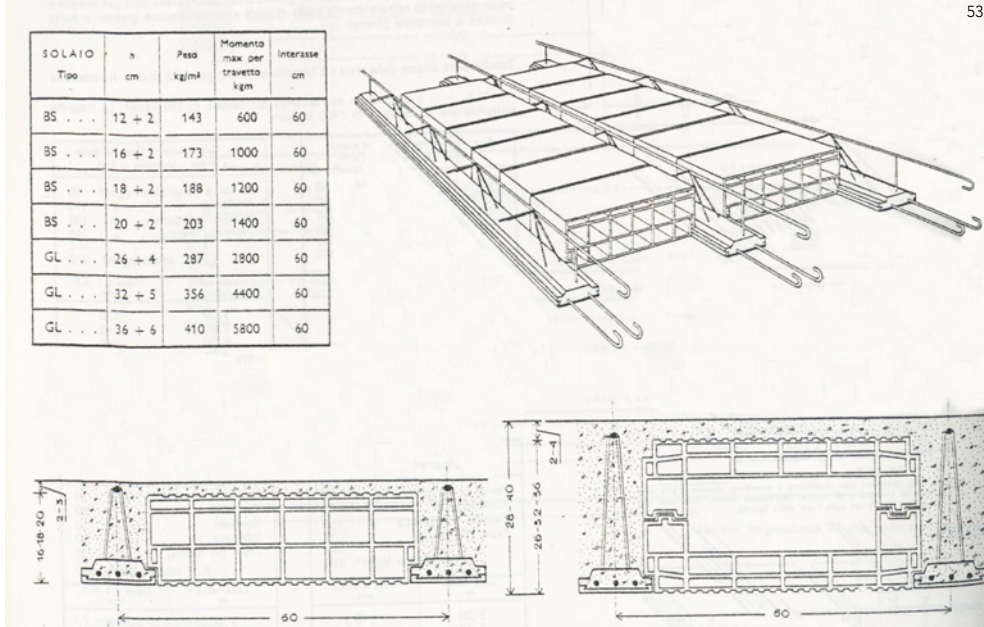 53
SOLAIO Tipo h cm Peso kg/m² Momento max per travetto kgm Interasse cm
BS . . . 12 + 2 143 600 60
BS . . . 16 + 2 173 1000 60
BS . . . 18 + 2 188 1200 60
BS . . . 20 + 2 203 1400 60
GL . . . 26 + 4 287 2800 60
GL . . . 32 + 5 356 4400 60
GL . . . 36 + 6 410 5800 60
16-18-20
2-3
60
28 - 40
26-32-36
2-4
60